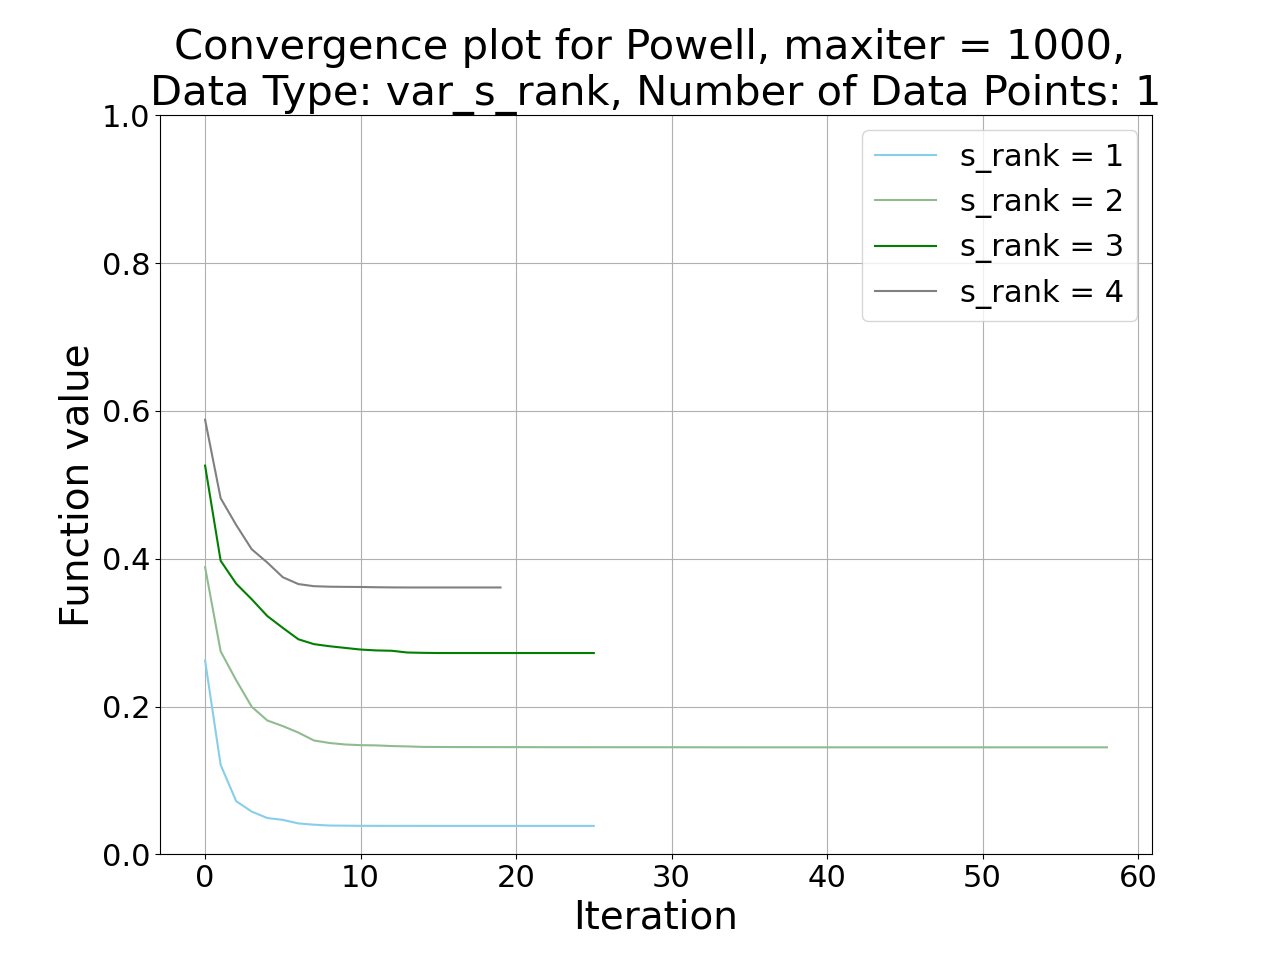 Convergence plot for Powell, maxiter = 1000,
Data Type: var_s_rank, Number of Data Points: 1
1.0
0.8
0.6
0.4
0.2
0.0
Function value
s_rank = 1
s_rank = 2
s_rank = 3
s_rank = 4
0 10 20 30 40 50 60
Iteration